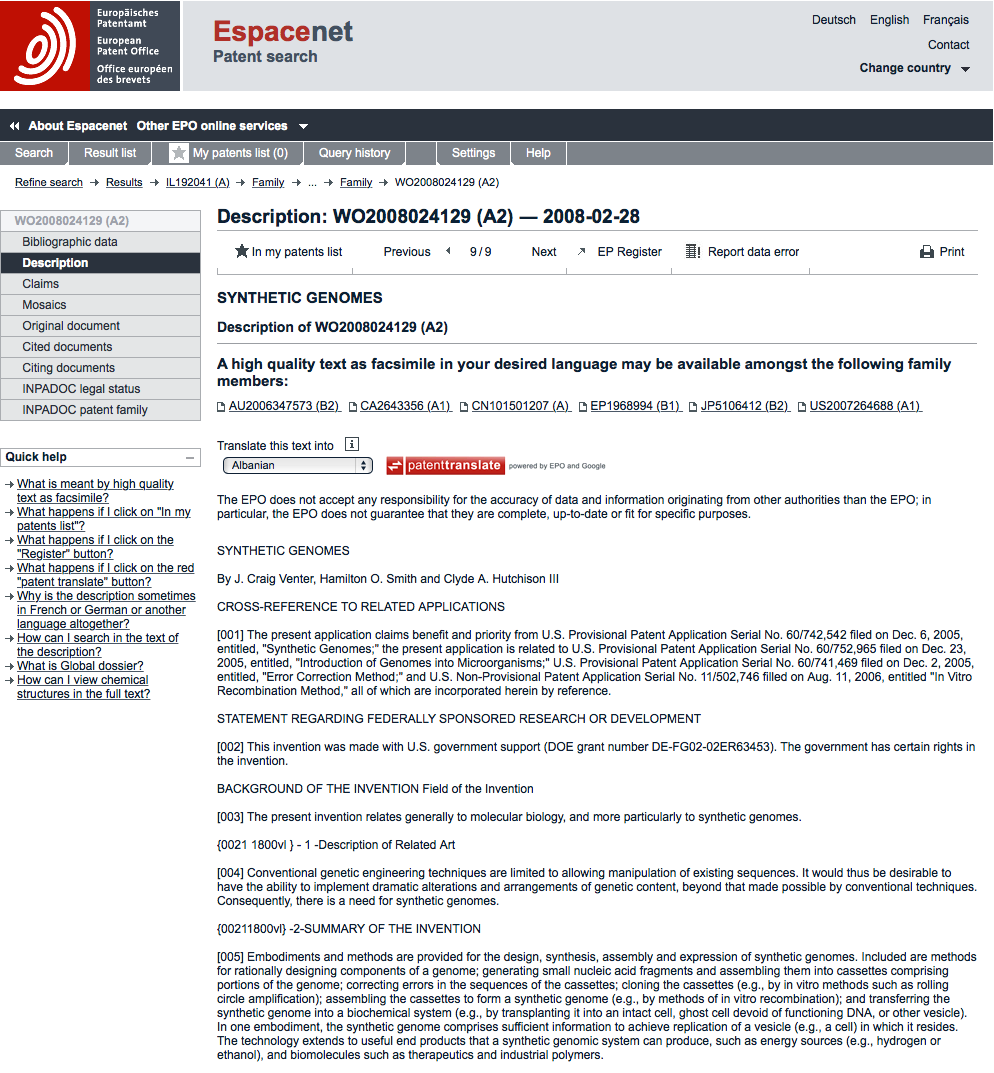 Europäisches
Patentamt
European
Patent Office
Office européen
des brevets
Espacenet
Patent search
Deutsch English Français
Contact
Change country
About Espacenet Other EPO online services
Search Result list My patents list (0) Query history Settings Help
Refine search → Results → IL192041 (A) → Family → ... → Family → WO2008024129 (A2)
WO2008024129 (A2)
Bibliographic data
Description
Claims
Mosaics
Original document
Cited documents
Citing documents
INPADOC legal status
INPADOC patent family
Quick help
→ What is meant by high quality
text as facsimile?
→ What happens if I click on "In my
patents list"?
→ What happens if I click on the
"Register" button?
→ What happens if I click on the red
"patent translate" button?
→ Why is the description sometimes
in French or German or another
language altogether?
→ How can I search in the text of
the description?
→ What is Global dossier?
→ How can I view chemical
structures in the full text?
Description: WO2008024129 (A2) — 2008-02-28
In my patents list Previous 9 / 9 Next EP Register Report data error Print
SYNTHETIC GENOMES
Description of WO2008024129 (A2)
A high quality text as facsimile in your desired language may be available amongst the following family
members:
AU2006347573 (B2) CA2643356 (A1) CN101501207 (A) EP1968994 (B1) JP5106412 (B2) US2007264688 (A1)
Translate this text into i
Albanian patenttranslate powered by EPO and Google
The EPO does not accept any responsibility for the accuracy of data and information originating from other authorities than the EPO; in
particular, the EPO does not guarantee that they are complete, up-to-date or fit for specific purposes.
SYNTHETIC GENOMES
By J. Craig Venter, Hamilton O. Smith and Clyde A. Hutchison III
CROSS-REFERENCE TO RELATED APPLICATIONS
[001] The present application claims benefit and priority from U.S. Provisional Patent Application Serial No. 60/742,542 filed on Dec. 6, 2005,
entitled, "Synthetic Genomes;" the present application is related to U.S. Provisional Patent Application Serial No. 60/752,965 filed on Dec. 23,
2005, entitled, "Introduction of Genomes into Microorganisms;" U.S. Provisional Patent Application Serial No. 60/741,469 filed on Dec. 2, 2005,
entitled, "Error Correction Method;" and U.S. Non-Provisional Patent Application Serial No. 11/502,746 filled on Aug. 11, 2006, entitled "In Vitro
Recombination Method," all of which are incorporated herein by reference.
STATEMENT REGARDING FEDERALLY SPONSORED RESEARCH OR DEVELOPMENT
[002] This invention was made with U.S. government support (DOE grant number DE-FG02-02ER63453). The government has certain rights in
the invention.
BACKGROUND OF THE INVENTION Field of the Invention
[003] The present invention relates generally to molecular biology, and more particularly to synthetic genomes.
{0021 1800vl } - 1 -Description of Related Art
[004] Conventional genetic engineering techniques are limited to allowing manipulation of existing sequences. It would thus be desirable to
have the ability to implement dramatic alterations and arrangements of genetic content, beyond that made possible by conventional techniques.
Consequently, there is a need for synthetic genomes.
{00211800vl} -2-SUMMARY OF THE INVENTION
[005] Embodiments and methods are provided for the design, synthesis, assembly and expression of synthetic genomes. Included are methods
for rationally designing components of a genome; generating small nucleic acid fragments and assembling them into cassettes comprising
portions of the genome; correcting errors in the sequences of the cassettes; cloning the cassettes (e.g., by in vitro methods such as rolling
circle amplification); assembling the cassettes to form a synthetic genome (e.g., by methods of in vitro recombination); and transferring the
synthetic genome into a biochemical system (e.g., by transplanting it into an intact cell, ghost cell devoid of functioning DNA, or other vesicle).
In one embodiment, the synthetic genome comprises sufficient information to achieve replication of a vesicle (e.g., a cell) in which it resides.
The technology extends to useful end products that a synthetic genomic system can produce, such as energy sources (e.g., hydrogen or
ethanol), and biomolecules such as therapeutics and industrial polymers.